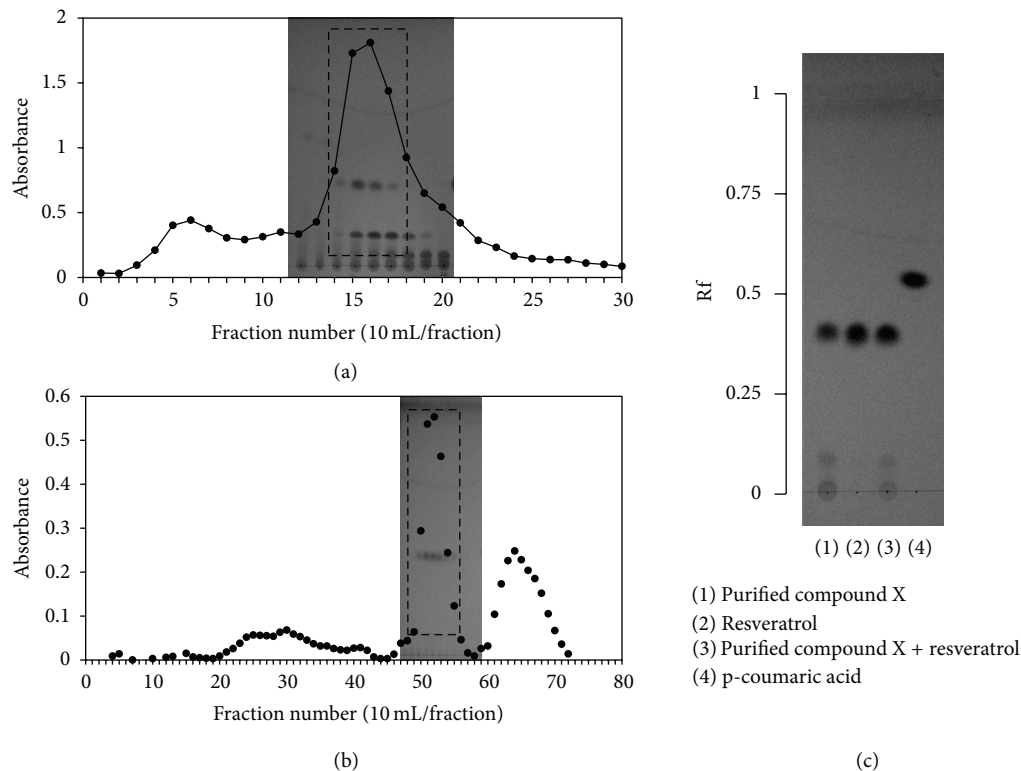 2
1.5
1
0.5
0
Absorbance
0 5 10 15 20 25 30
Fraction number (10 mL/fraction)
(a)
0.6
0.5
0.4
0.3
0.2
0.1
0
Absorbance
0 10 20 30 40 50 60 70 80
Fraction number (10 mL/fraction)
(b)
1
0.75
0.5
0.25
0
Rf
(1) (2) (3) (4)
(1) Purified compound X
(2) Resveratrol
(3) Purified compound X + resveratrol
(4) p-coumaric acid
(c)